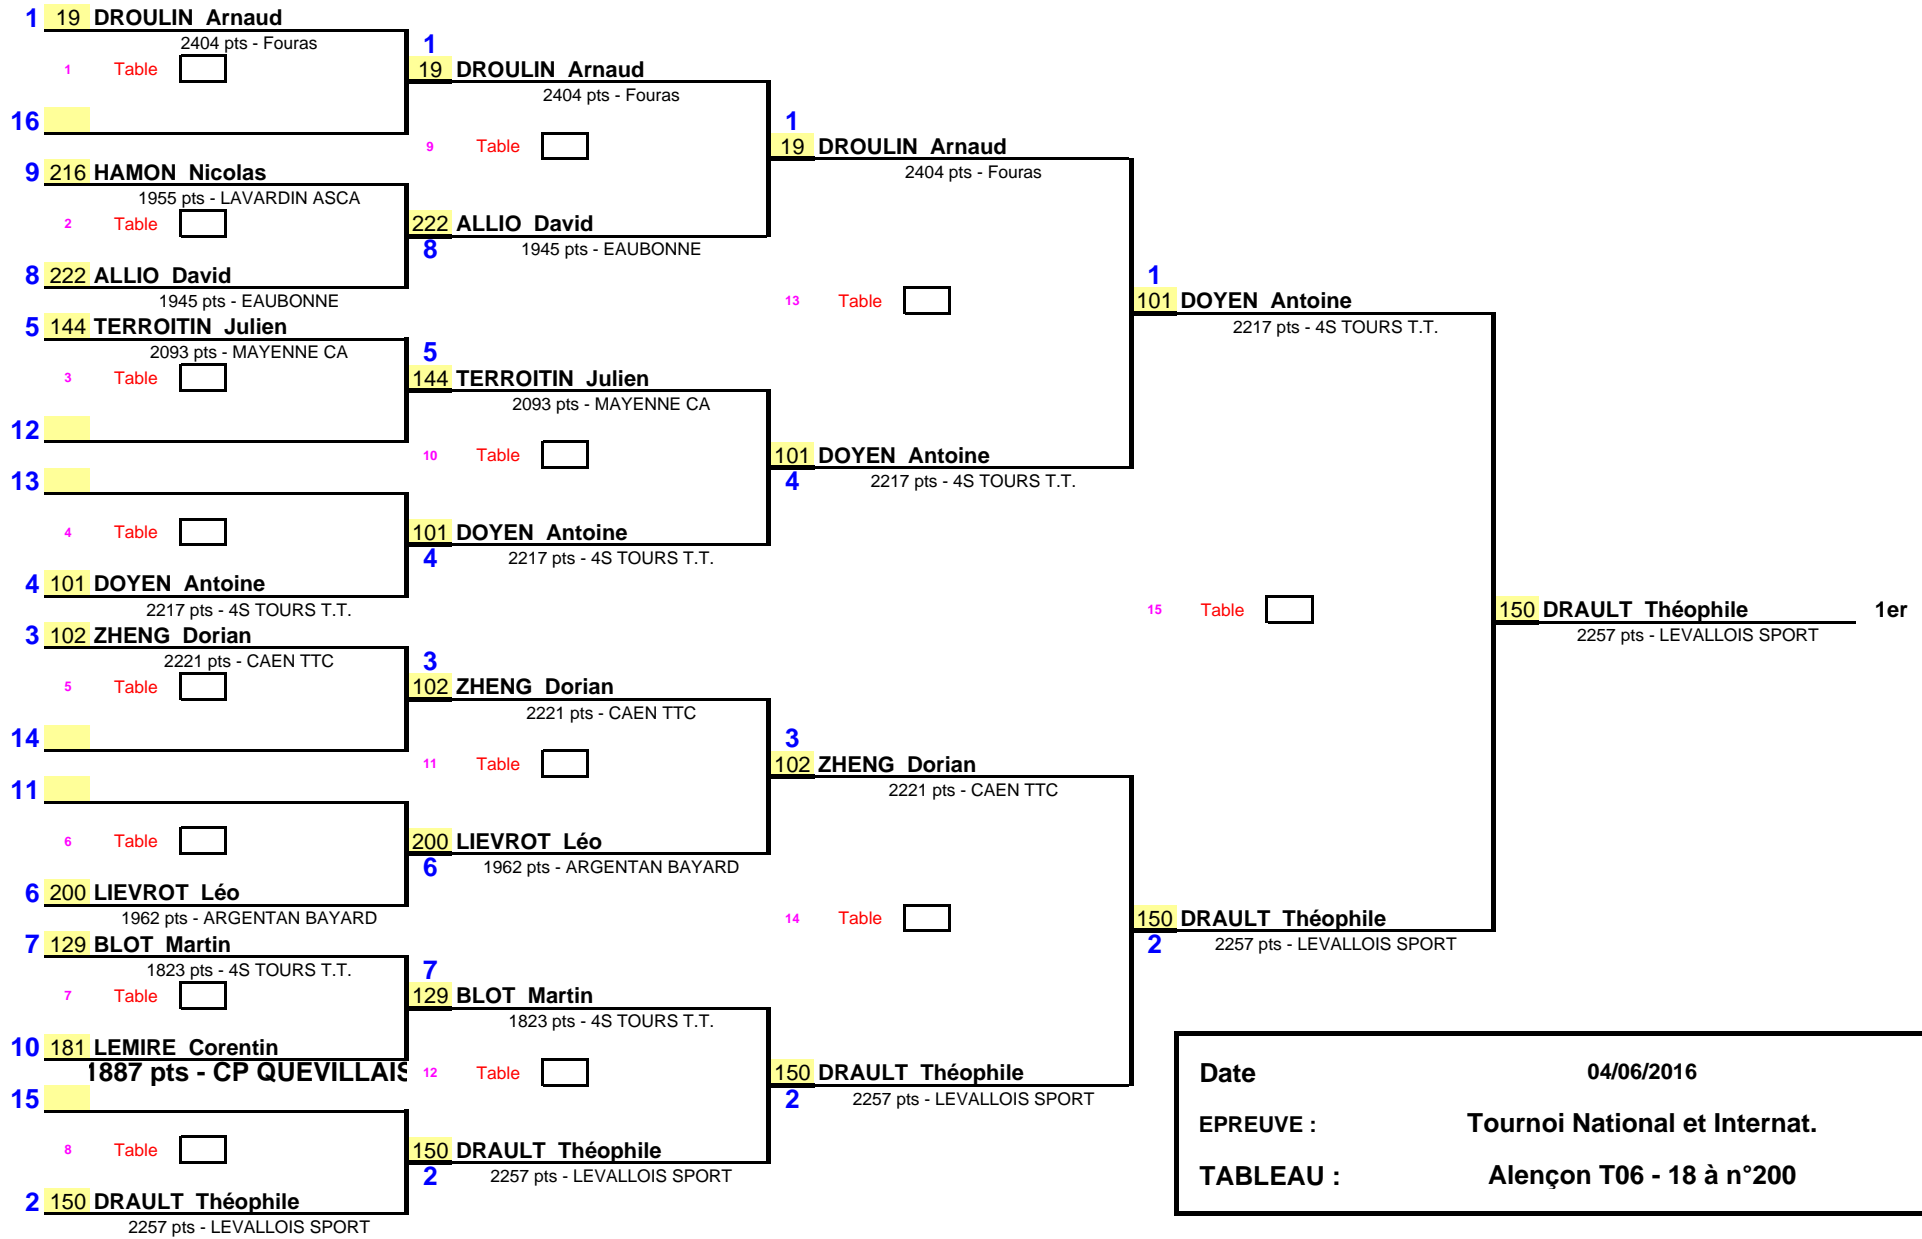 1 19 DROULIN Arnaud
2404 pts - Fouras
1 Table
16
9 216 HAMON Nicolas
1955 pts - LAVARDIN ASCA
2 Table
8 222 ALLIO David
1945 pts - EAUBONNE
5 144 TERROITIN Julien
2093 pts - MAYENNE CA
3 Table
12
13
4 Table
4 101 DOYEN Antoine
2217 pts - 4S TOURS T.T.
3 102 ZHENG Dorian
2221 pts - CAEN TTC
5 Table
14
11
6 Table
6 200 LIEVROT Léo
1962 pts - ARGENTAN BAYARD
7 129 BLOT Martin
1823 pts - 4S TOURS T.T.
7 Table
10 181 LEMIRE Corentin
1887 pts - CP QUEVILLAIS
15
8 Table
2 150 DRAULT Théophile
2257 pts - LEVALLOIS SPORT
1
19 DROULIN Arnaud
2404 pts - Fouras
9 Table
222 ALLIO David
8 1945 pts - EAUBONNE
5
144 TERROITIN Julien
2093 pts - MAYENNE CA
10 Table
101 DOYEN Antoine
4 2217 pts - 4S TOURS T.T.
3
102 ZHENG Dorian
2221 pts - CAEN TTC
11 Table
200 LIEVROT Léo
6 1962 pts - ARGENTAN BAYARD
7
129 BLOT Martin
1823 pts - 4S TOURS T.T.
12 Table
150 DRAULT Théophile
2 2257 pts - LEVALLOIS SPORT
1
19 DROULIN Arnaud
2404 pts - Fouras
13 Table
101 DOYEN Antoine
4 2217 pts - 4S TOURS T.T.
3
102 ZHENG Dorian
2221 pts - CAEN TTC
14 Table
150 DRAULT Théophile
2 2257 pts - LEVALLOIS SPORT
1
101 DOYEN Antoine
2217 pts - 4S TOURS T.T.
15 Table
150 DRAULT Théophile
2 2257 pts - LEVALLOIS SPORT
150 DRAULT Théophile 1er
2257 pts - LEVALLOIS SPORT
Date 04/06/2016
EPREUVE : Tournoi National et Internat.
TABLEAU : Alençon T06 - 18 à n°200